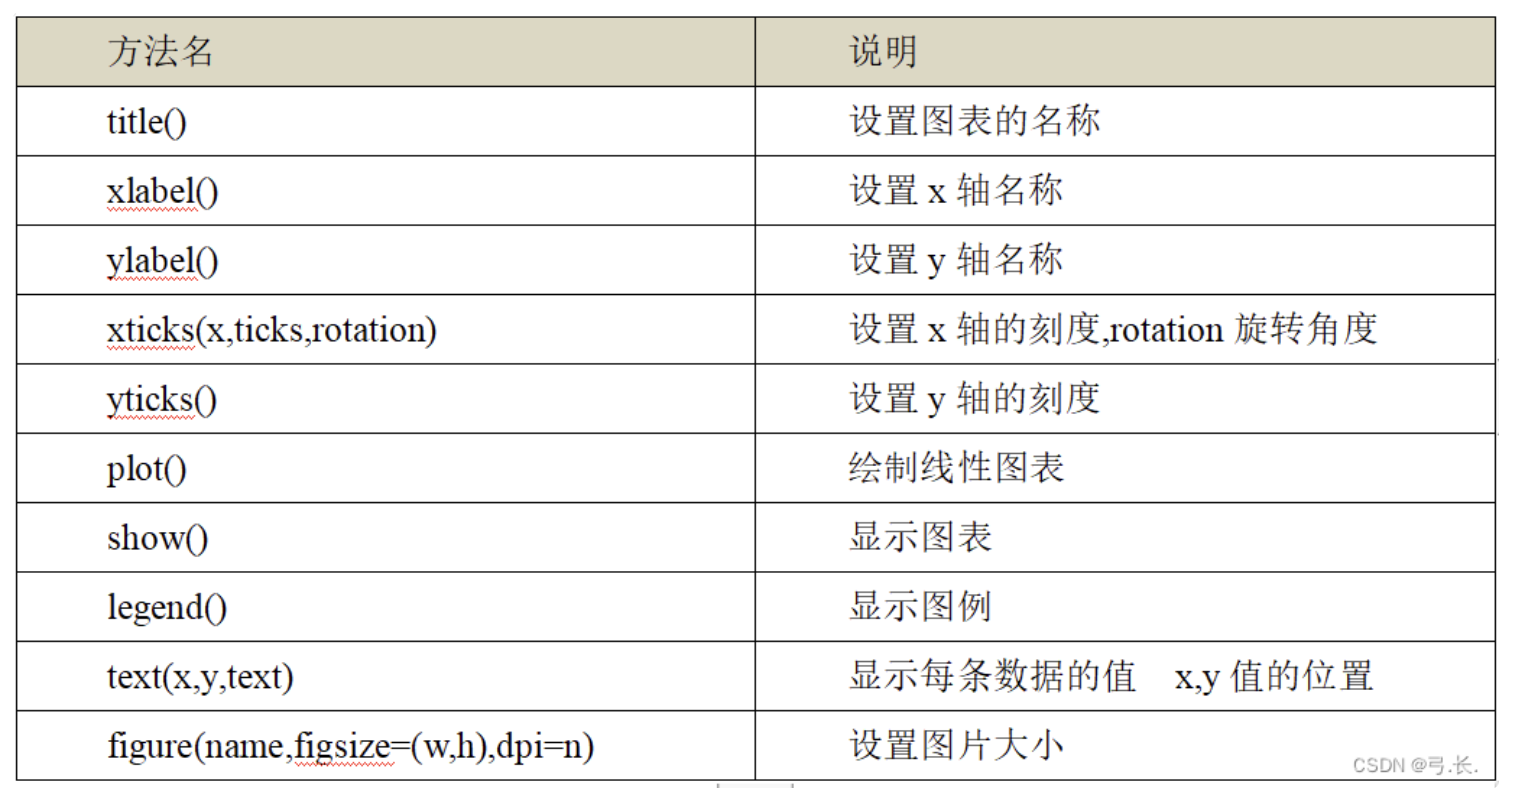 方法名 说明
title() 设置图表的名称
xlabel() 设置 x 轴名称
ylabel() 设置 y 轴名称
xticks(x,ticks,rotation) 设置 x 轴的刻度,rotation 旋转角度
yticks() 设置 y 轴的刻度
plot() 绘制线性图表
show() 显示图表
legend() 显示图例
text(x,y,text) 显示每条数据的值 x,y 值的位置
figure(name,figsize=(w,h),dpi=n) 设置图片大小
CSDN @弓.长.